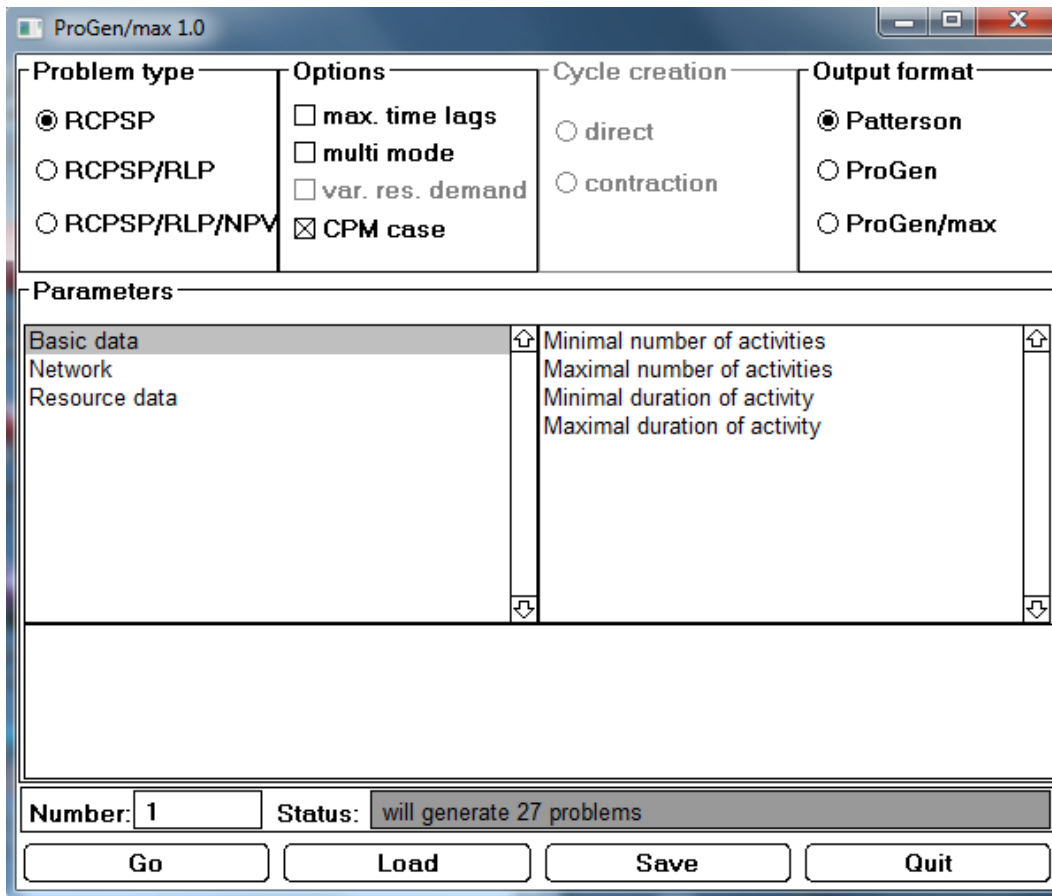 ProGen/max 1.0
Problem type
RCPSP
RCPSP/RLP
RCPSP/RLP/NPV
Options
max. time lags
multi mode
var. res. demand
CPM case
Cycle creation
direct
contraction
Output format
Patterson
ProGen
ProGen/max
Parameters
Basic data
Network
Resource data
Minimal number of activities
Maximal number of activities
Minimal duration of activity
Maximal duration of activity
Number: 1 Status: will generate 27 problems
Go Load Save Quit